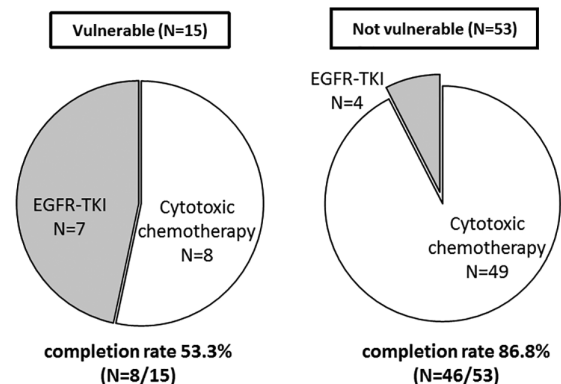 Vulnerable (N=15)
EGFR-TKI
N=7
Cytotoxic
chemotherapy
N=8
completion rate 53.3%
(N=8/15)
Not vulnerable (N=53)
EGFR-TKI
N=4
Cytotoxic
chemotherapy
N=49
completion rate 86.8%
(N=46/53)